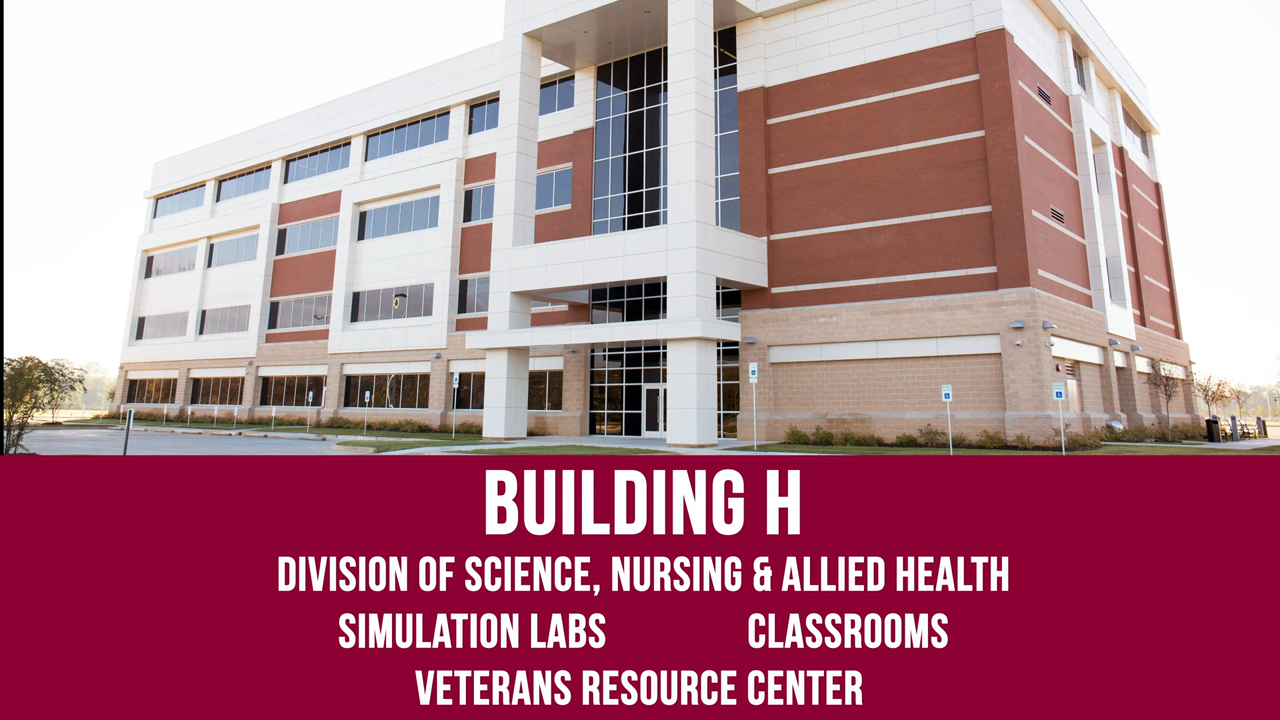 BUILDING H
DIVISION OF SCIENCE, NURSING & ALLIED HEALTH
SIMULATION LABS CLASSROOMS
VETERANS RESOURCE CENTER